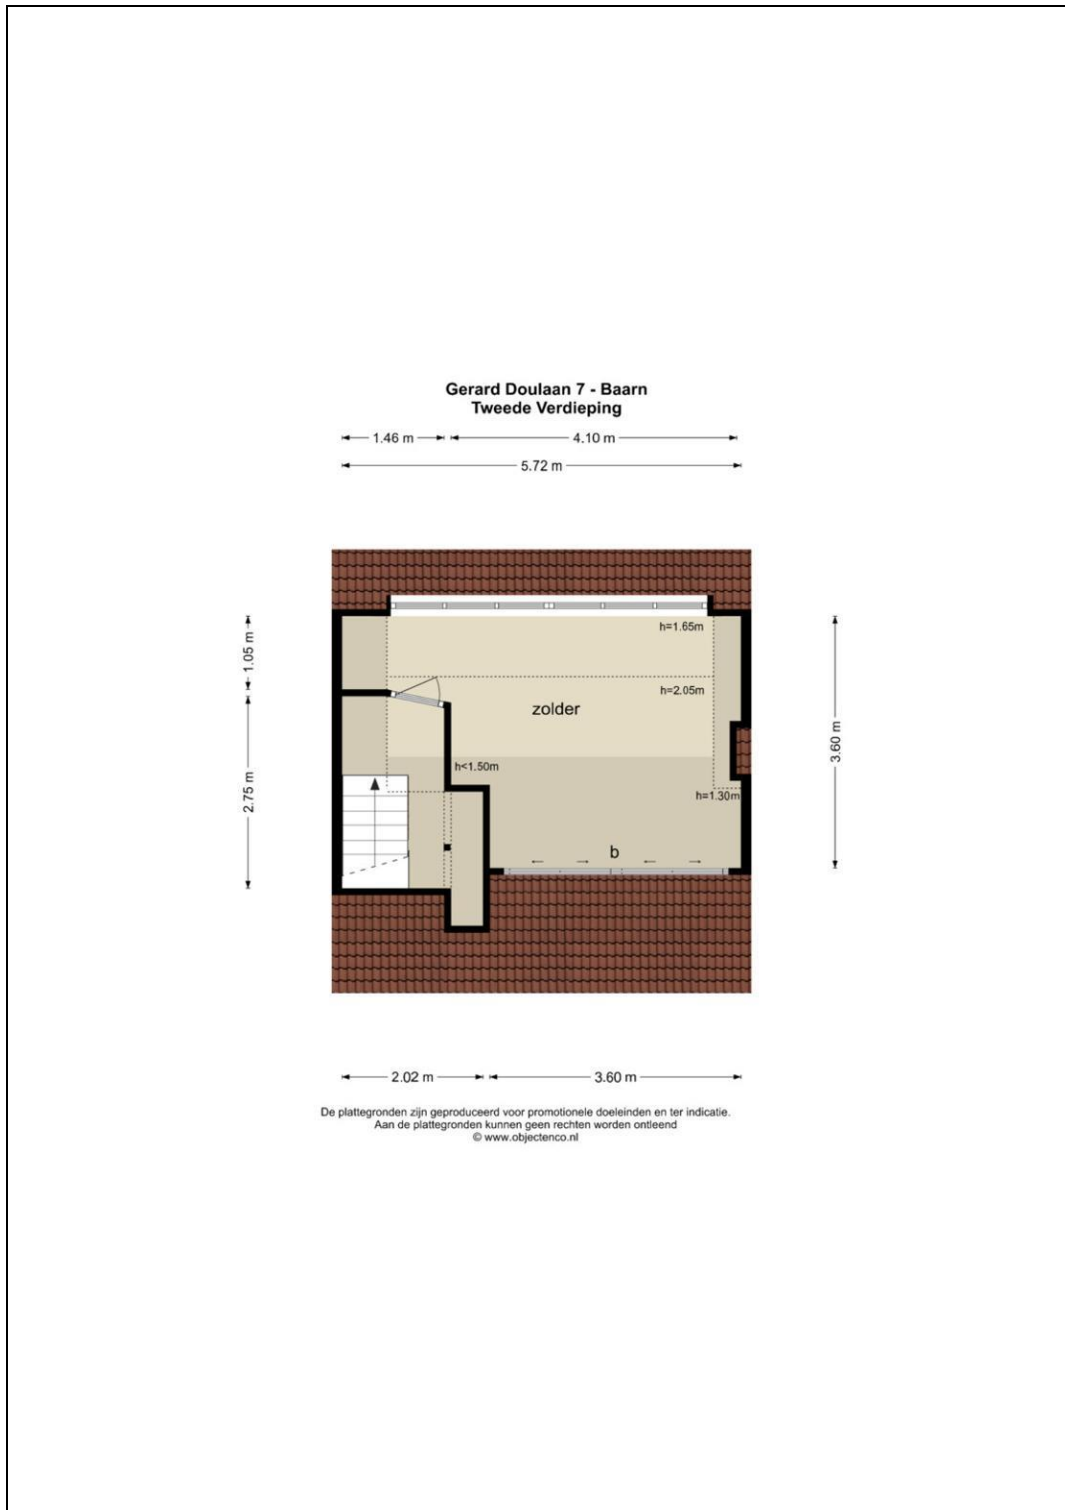 Gerard Doulaan 7 - Baarn
Tweede Verdieping
1.46 m 4.10 m
5.72 m
h=1.65m
1.05 m
h=2.05m
zolder
3.60 m
h<1.50m
2.75 m
h=1.30m
b
2.02 m 3.60 m
De plattegronden zijn geproduceerd voor promotionele doeleinden en ter indicatie.
Aan de plattegronden kunnen geen rechten worden ontleend
© www.objectenco.nl